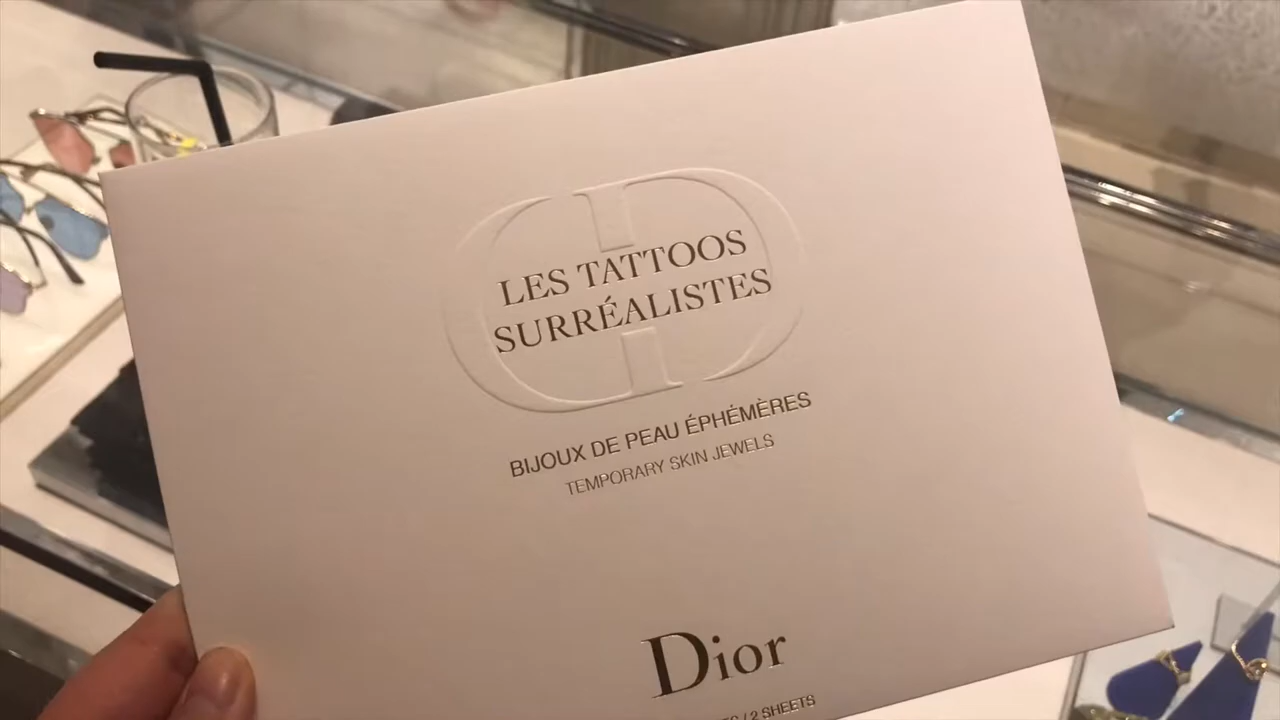 LES TATTOOS
SURRÉALISTES
BIJOUX DE PEAU ÉPHÉMÈRES
TEMPORARY SKIN JEWELS
Dior
/ 2 SHEETS